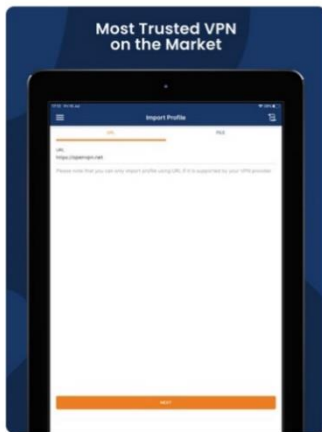 Most Trusted VPN
on the Market
Import Profile
URL
FILE
URL
https://openvpn.net
Please note that you can only import profile using URL if it is supported by your VPN provider
NEXT